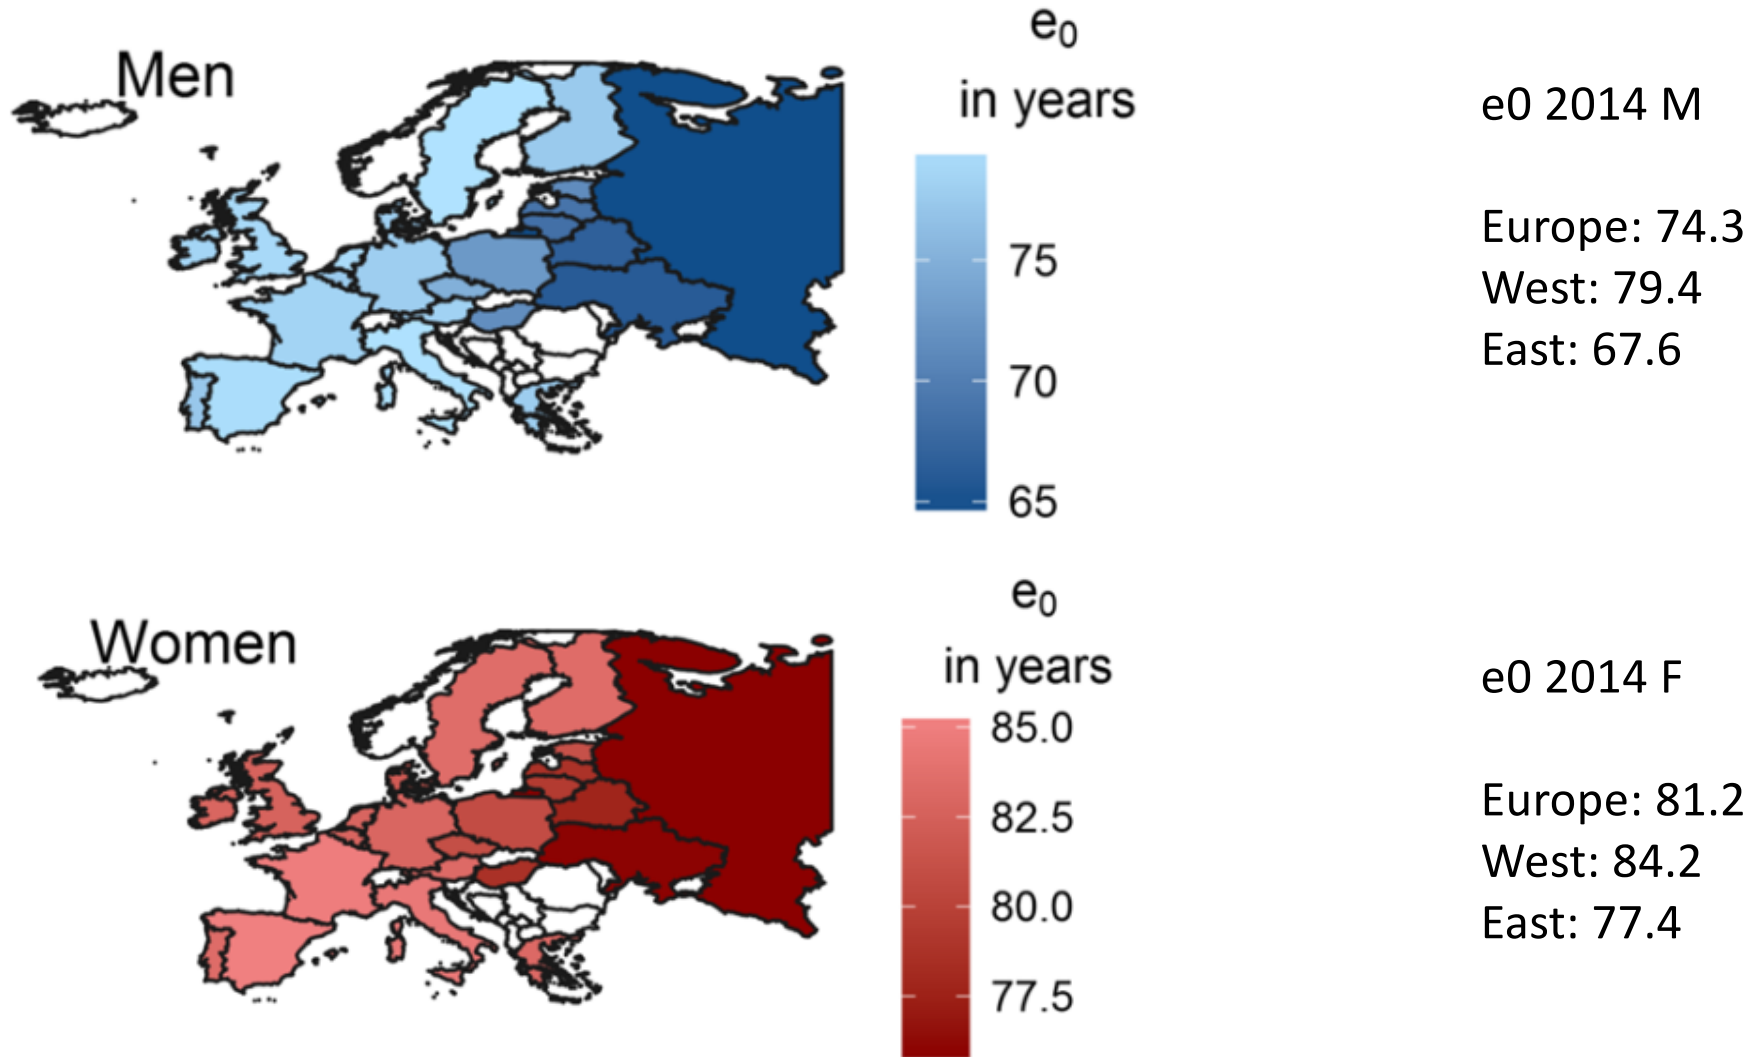 Men
e₀
in years
75
70
65
e0 2014 M
Europe: 74.3
West: 79.4
East: 67.6
Women
e₀
in years
85.0
82.5
80.0
77.5
e0 2014 F
Europe: 81.2
West: 84.2
East: 77.4